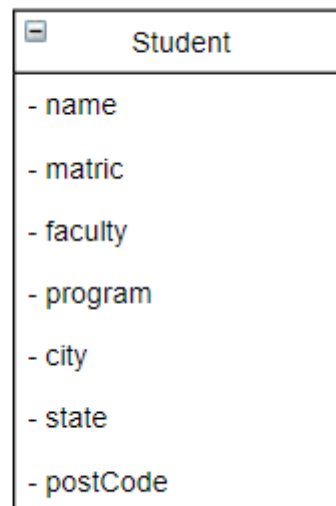 Student
- name
- matric
- faculty
- program
- city
- state
- postCode